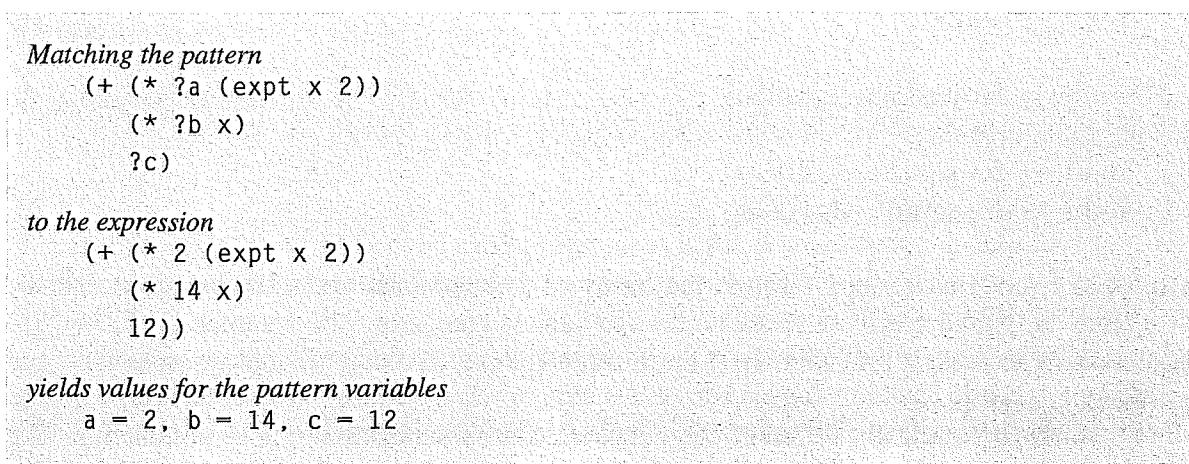 Matching the pattern
(+ (* ?a (expt x 2))
(* ?b x)
?c)
to the expression
(+ (* 2 (expt x 2))
(* 14 x)
12))
yields values for the pattern variables
a = 2, b = 14, c = 12